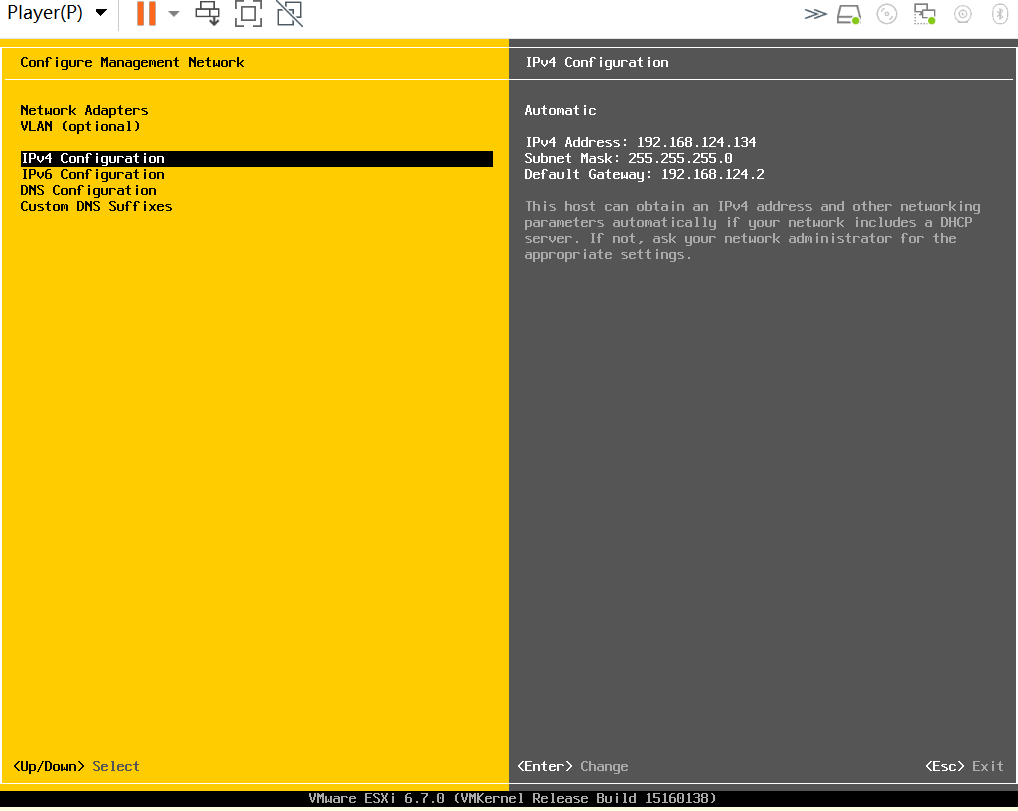 Player(P)
Configure Management Network
Network Adapters
VLAN (optional)
IPv4 Configuration
IPv6 Configuration
DNS Configuration
Custom DNS Suffixes
<Up/Down> Select
IPv4 Configuration
Automatic
IPv4 Address: 192.168.124.134
Subnet Mask: 255.255.255.0
Default Gateway: 192.168.124.2
This host can obtain an IPv4 address and other networking
parameters automatically if your network includes a DHCP
server. If not, ask your network administrator for the
appropriate settings.
<Enter> Change
<Esc> Exit
VMware ESXi 6.7.0 (VMKernel Release Build 15160138)